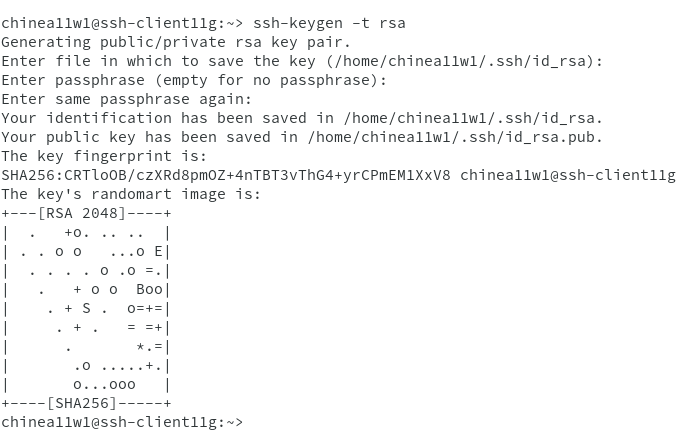 chinea11w1@ssh-client11g:~> ssh-keygen -t rsa
Generating public/private rsa key pair.
Enter file in which to save the key (/home/chinea11w1/.ssh/id_rsa):
Enter passphrase (empty for no passphrase):
Enter same passphrase again:
Your identification has been saved in /home/chinea11w1/.ssh/id_rsa.
Your public key has been saved in /home/chinea11w1/.ssh/id_rsa.pub.
The key fingerprint is:
SHA256:CRTloOB/czXRd8pmOZ+4nTBT3vThG4+yrCPmEM1XxV8 chinea11w1@ssh-client11g
The key's randomart image is:
+---[RSA 2048]----+
|  .   +o. .. ..  |
| . . o o   ...o E|
|  . . . . o .o =.|
|   .   + o o  Boo|
|    . + S .  o=+=|
|     . + .   = =+|
|      .       *.=|
|       .o .....+.|
|       o...ooo   |
+----[SHA256]-----+
chinea11w1@ssh-client11g:~>